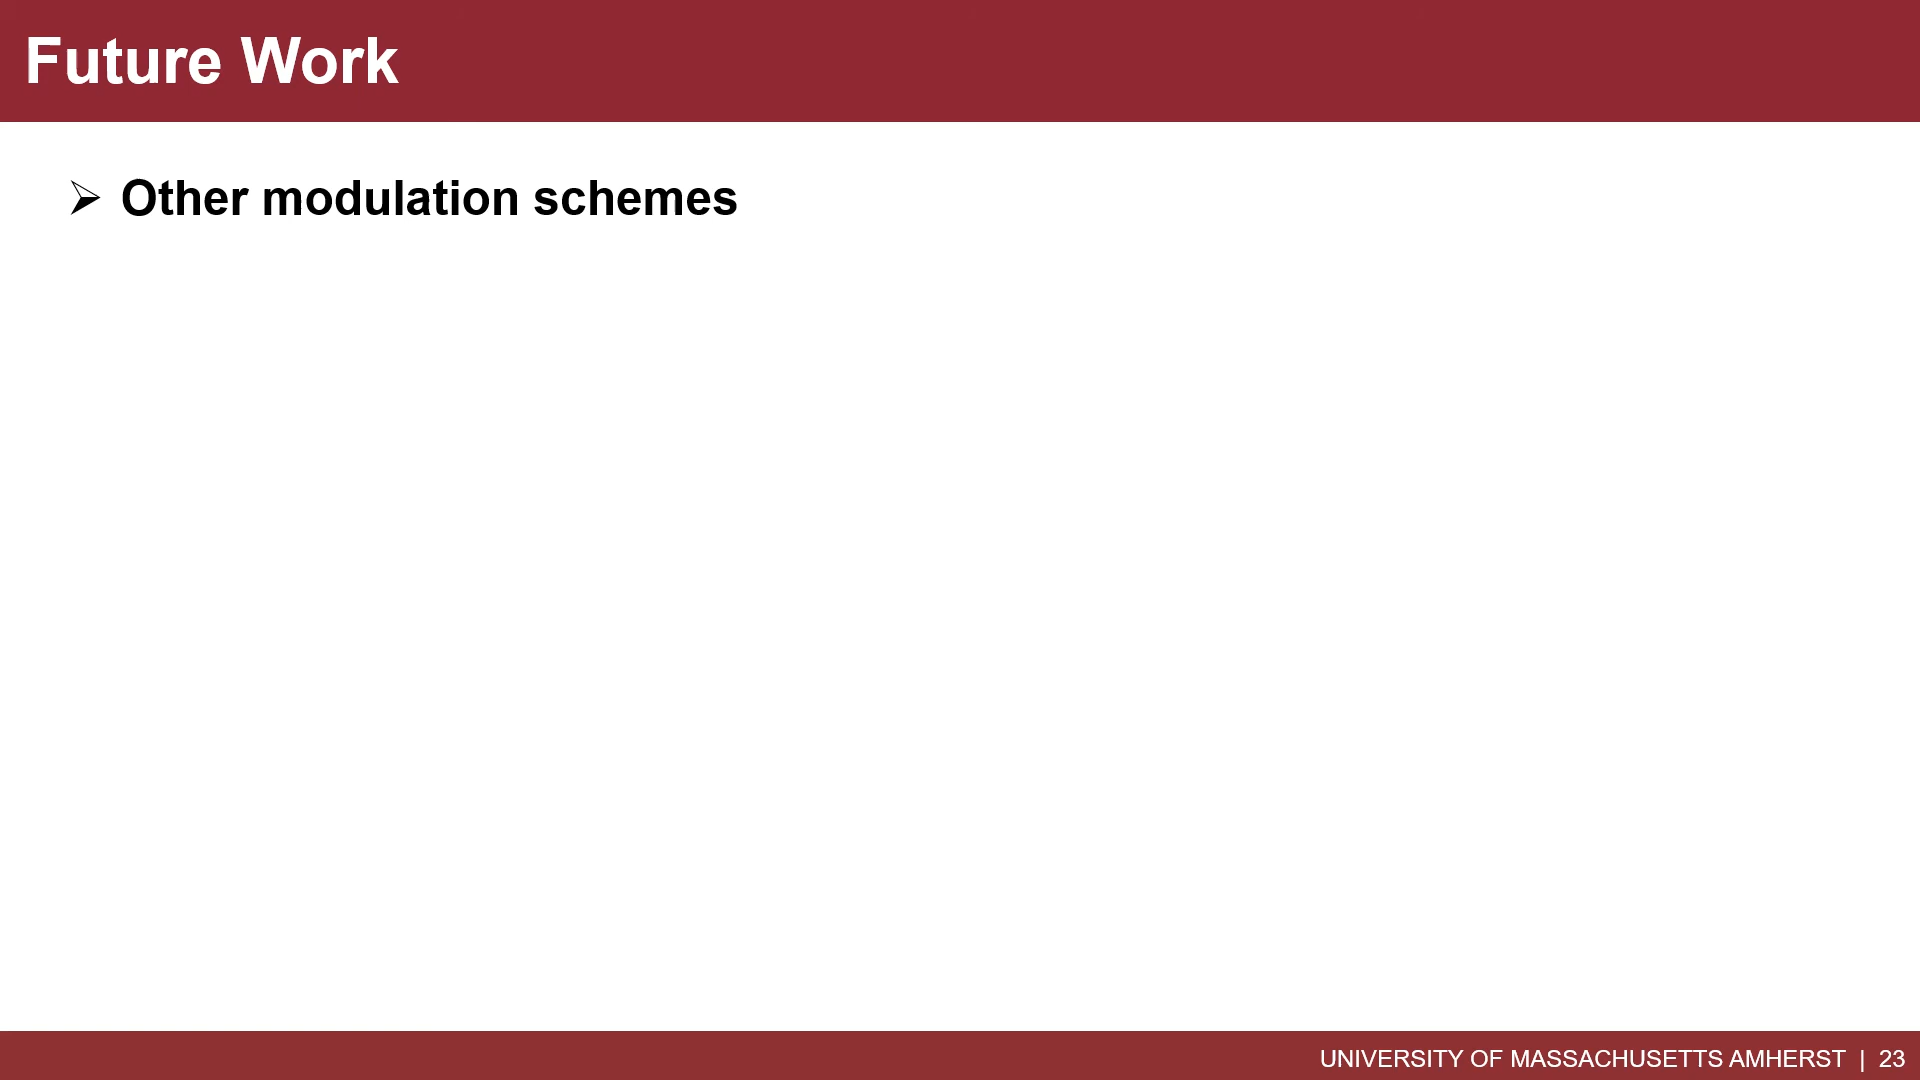 Future Work
➢ Other modulation schemes
UNIVERSITY OF MASSACHUSETTS AMHERST | 23